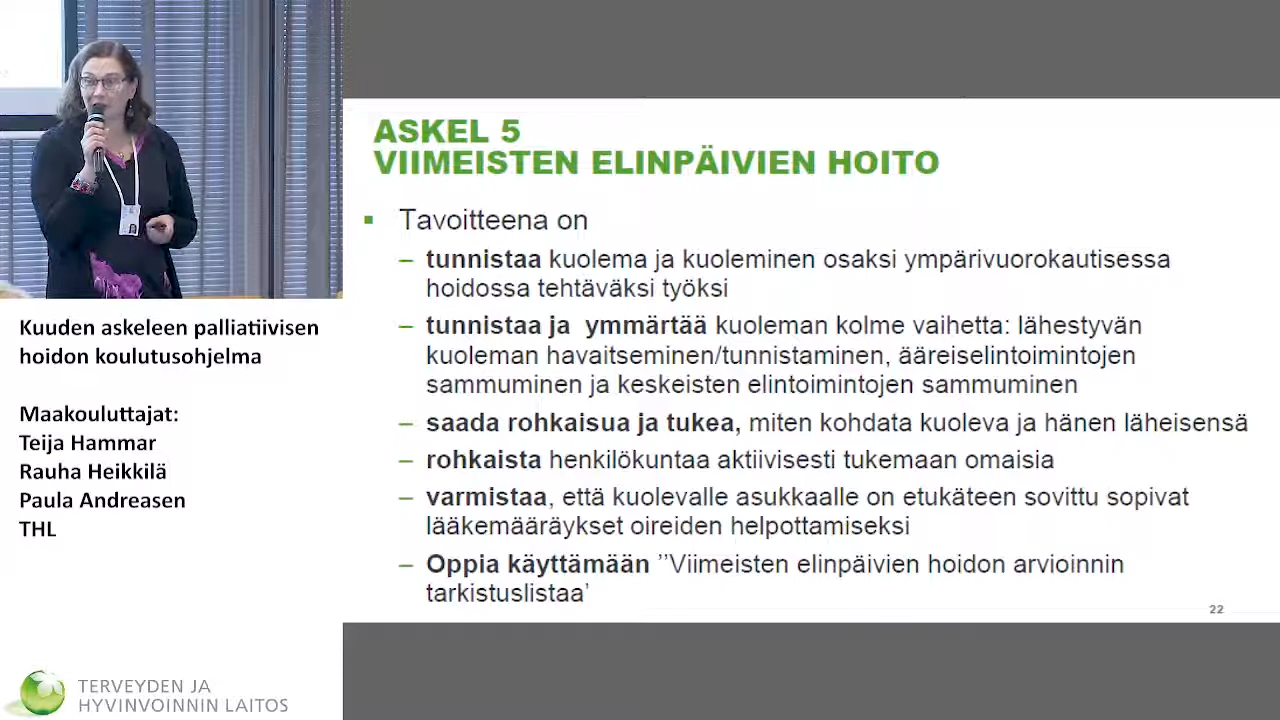 Kuuden askeleen palliatiivisen
hoidon koulutusohjelma
Maakouluttajat:
Teija Hammar
Rauha Heikkilä
Paula Andreasen
THL
TERVEYDEN JA
HYVINVOINNIN LAITOS
ASKEL 5
VIIMEISTEN ELINPÄIVIEN HOITO
▪ Tavoitteena on
– tunnistaa kuolema ja kuoleminen osaksi ympärivuorokautisessa
hoidossa tehtäväksi työksi
– tunnistaa ja ymmärtää kuoleman kolme vaihetta: lähestyvän
kuoleman havaitseminen/tunnistaminen, ääreiselintoimintojen
sammuminen ja keskeisten elintoimintojen sammuminen
– saada rohkaisua ja tukea, miten kohdata kuoleva ja hänen läheisensä
– rohkaista henkilökuntaa aktiivisesti tukemaan omaisia
– varmistaa, että kuolevalle asukkaalle on etukäteen sovittu sopivat
lääkemääräykset oireiden helpottamiseksi
– Oppia käyttämään ”Viimeisten elinpäivien hoidon arvioinnin
tarkistuslistaa’
22